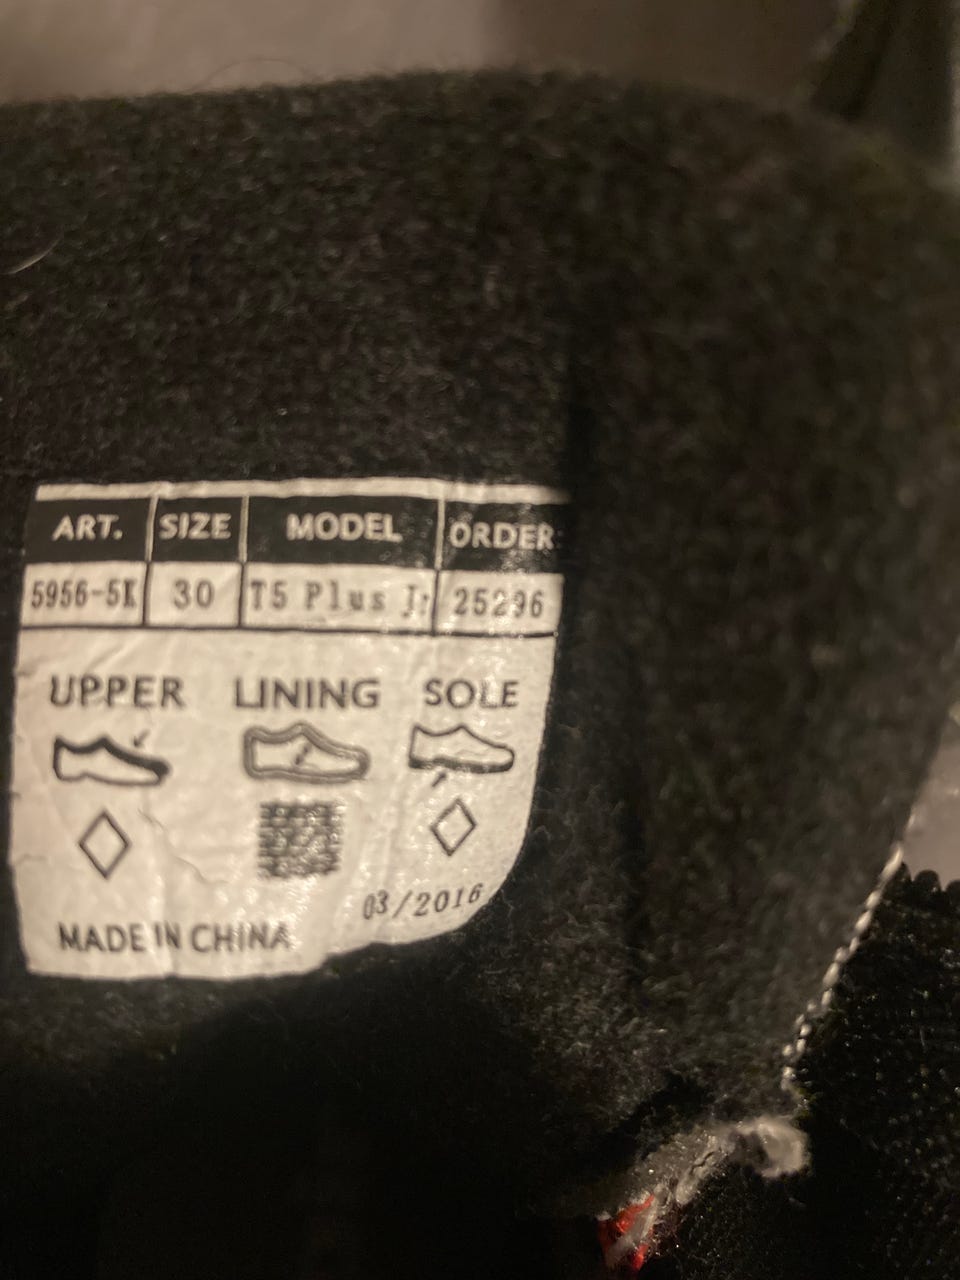 ART. SIZE MODEL ORDER
5956-5K 30 T5 Plus Jr 25296
UPPER LINING SOLE
03/2016
MADE IN CHINA